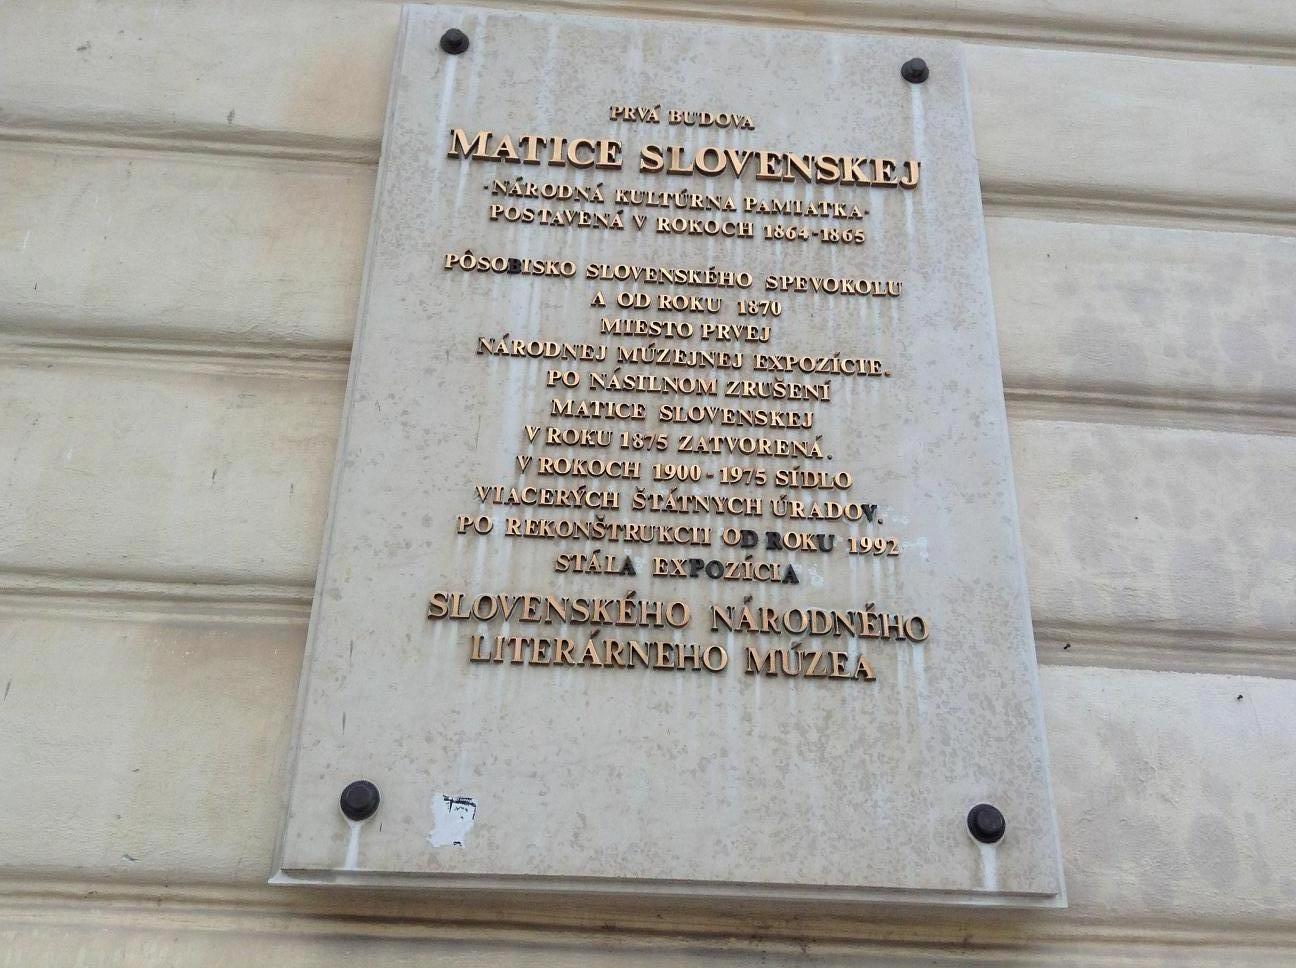 PRVÁ BUDOVA
MATICE SLOVENSKEJ
-NÁRODNÁ KULTÚRNA PAMIATKA-
POSTAVENÁ V ROKOCH 1864-1865
PÔSOBISKO SLOVENSKÉHO SPEVOKOLU
A OD ROKU 1870
MIESTO PRVEJ
NÁRODNEJ MÚZEJNEJ EXPOZÍCIE.
PO NÁSILNOM ZRUŠENÍ
MATICE SLOVENSKEJ
V ROKU 1875 ZATVORENÁ.
V ROKOCH 1900-1975 SÍDLO
VIACERÝCH ŠTÁTNYCH ÚRADOV.
PO REKONŠTRUKCII OD ROKU 1992
STÁLA EXPOZÍCIA
SLOVENSKÉHO NÁRODNÉHO
LITERÁRNEHO MÚZEA